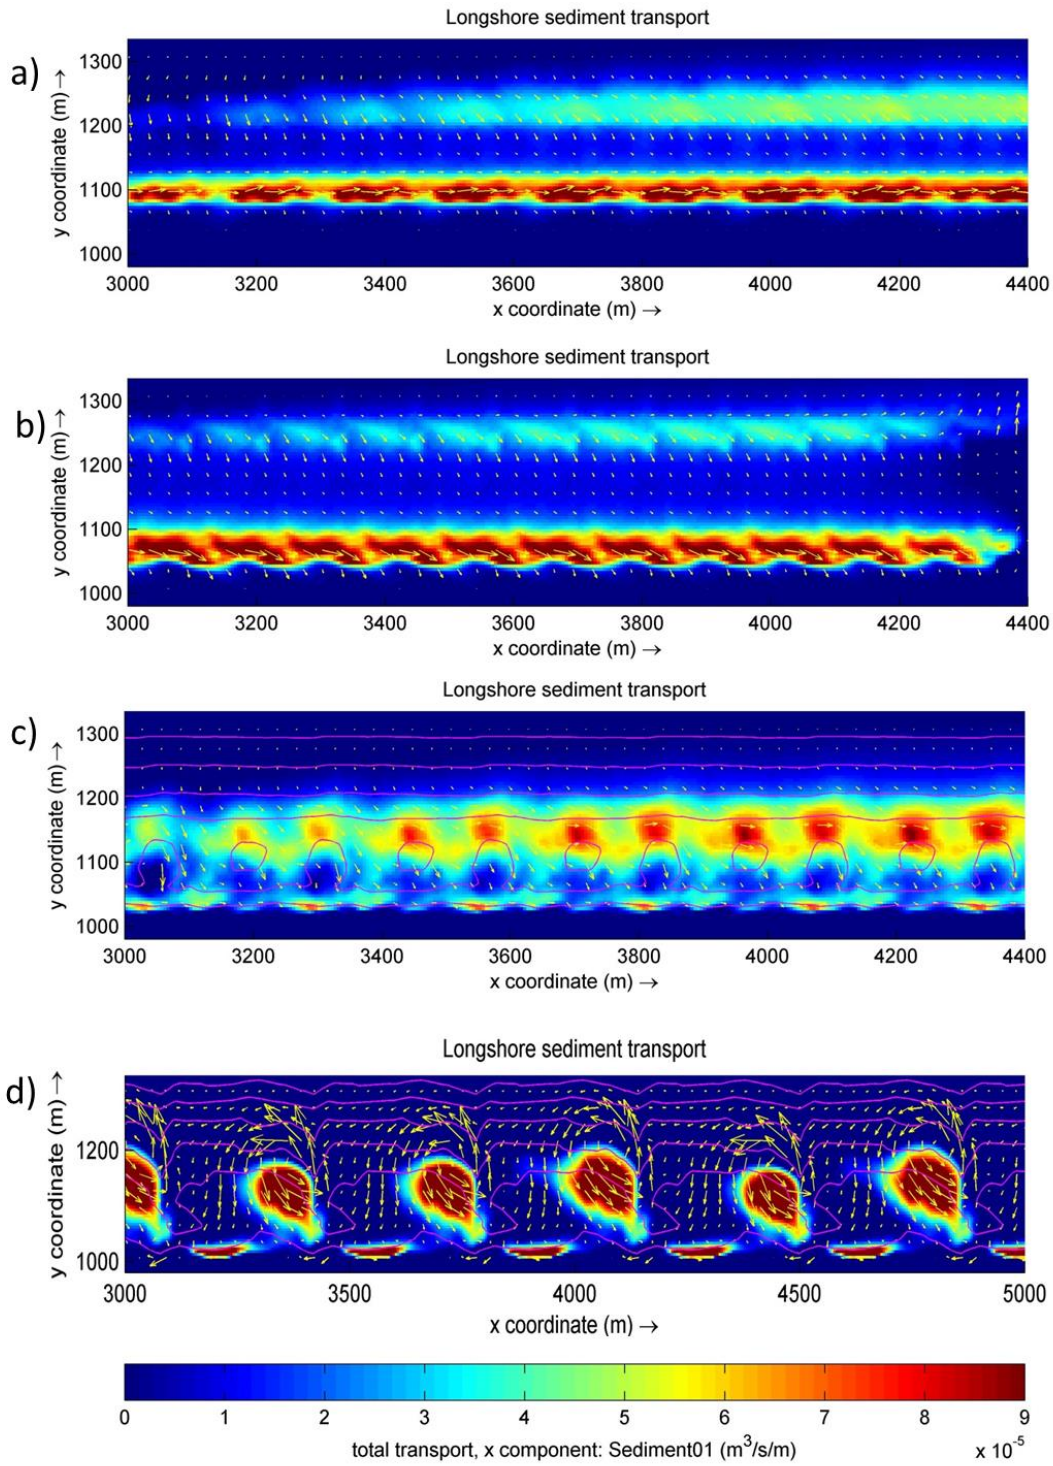 Longshore sediment transport
a)
y coordinate (m) →
1300
1200
1100
1000
3000 3200 3400 3600 3800 4000 4200 4400
x coordinate (m) →
Longshore sediment transport
b)
y coordinate (m) →
1300
1200
1100
1000
3000 3200 3400 3600 3800 4000 4200 4400
x coordinate (m) →
Longshore sediment transport
c)
y coordinate (m) →
1300
1200
1100
1000
3000 3200 3400 3600 3800 4000 4200 4400
x coordinate (m) →
Longshore sediment transport
d)
y coordinate (m) →
1200
1000
3000 3500 4000 4500 5000
x coordinate (m) →
0 1 2 3 4 5 6 7 8 9
total transport, x component: Sediment01 (m³/s/m)
x 10⁻⁵